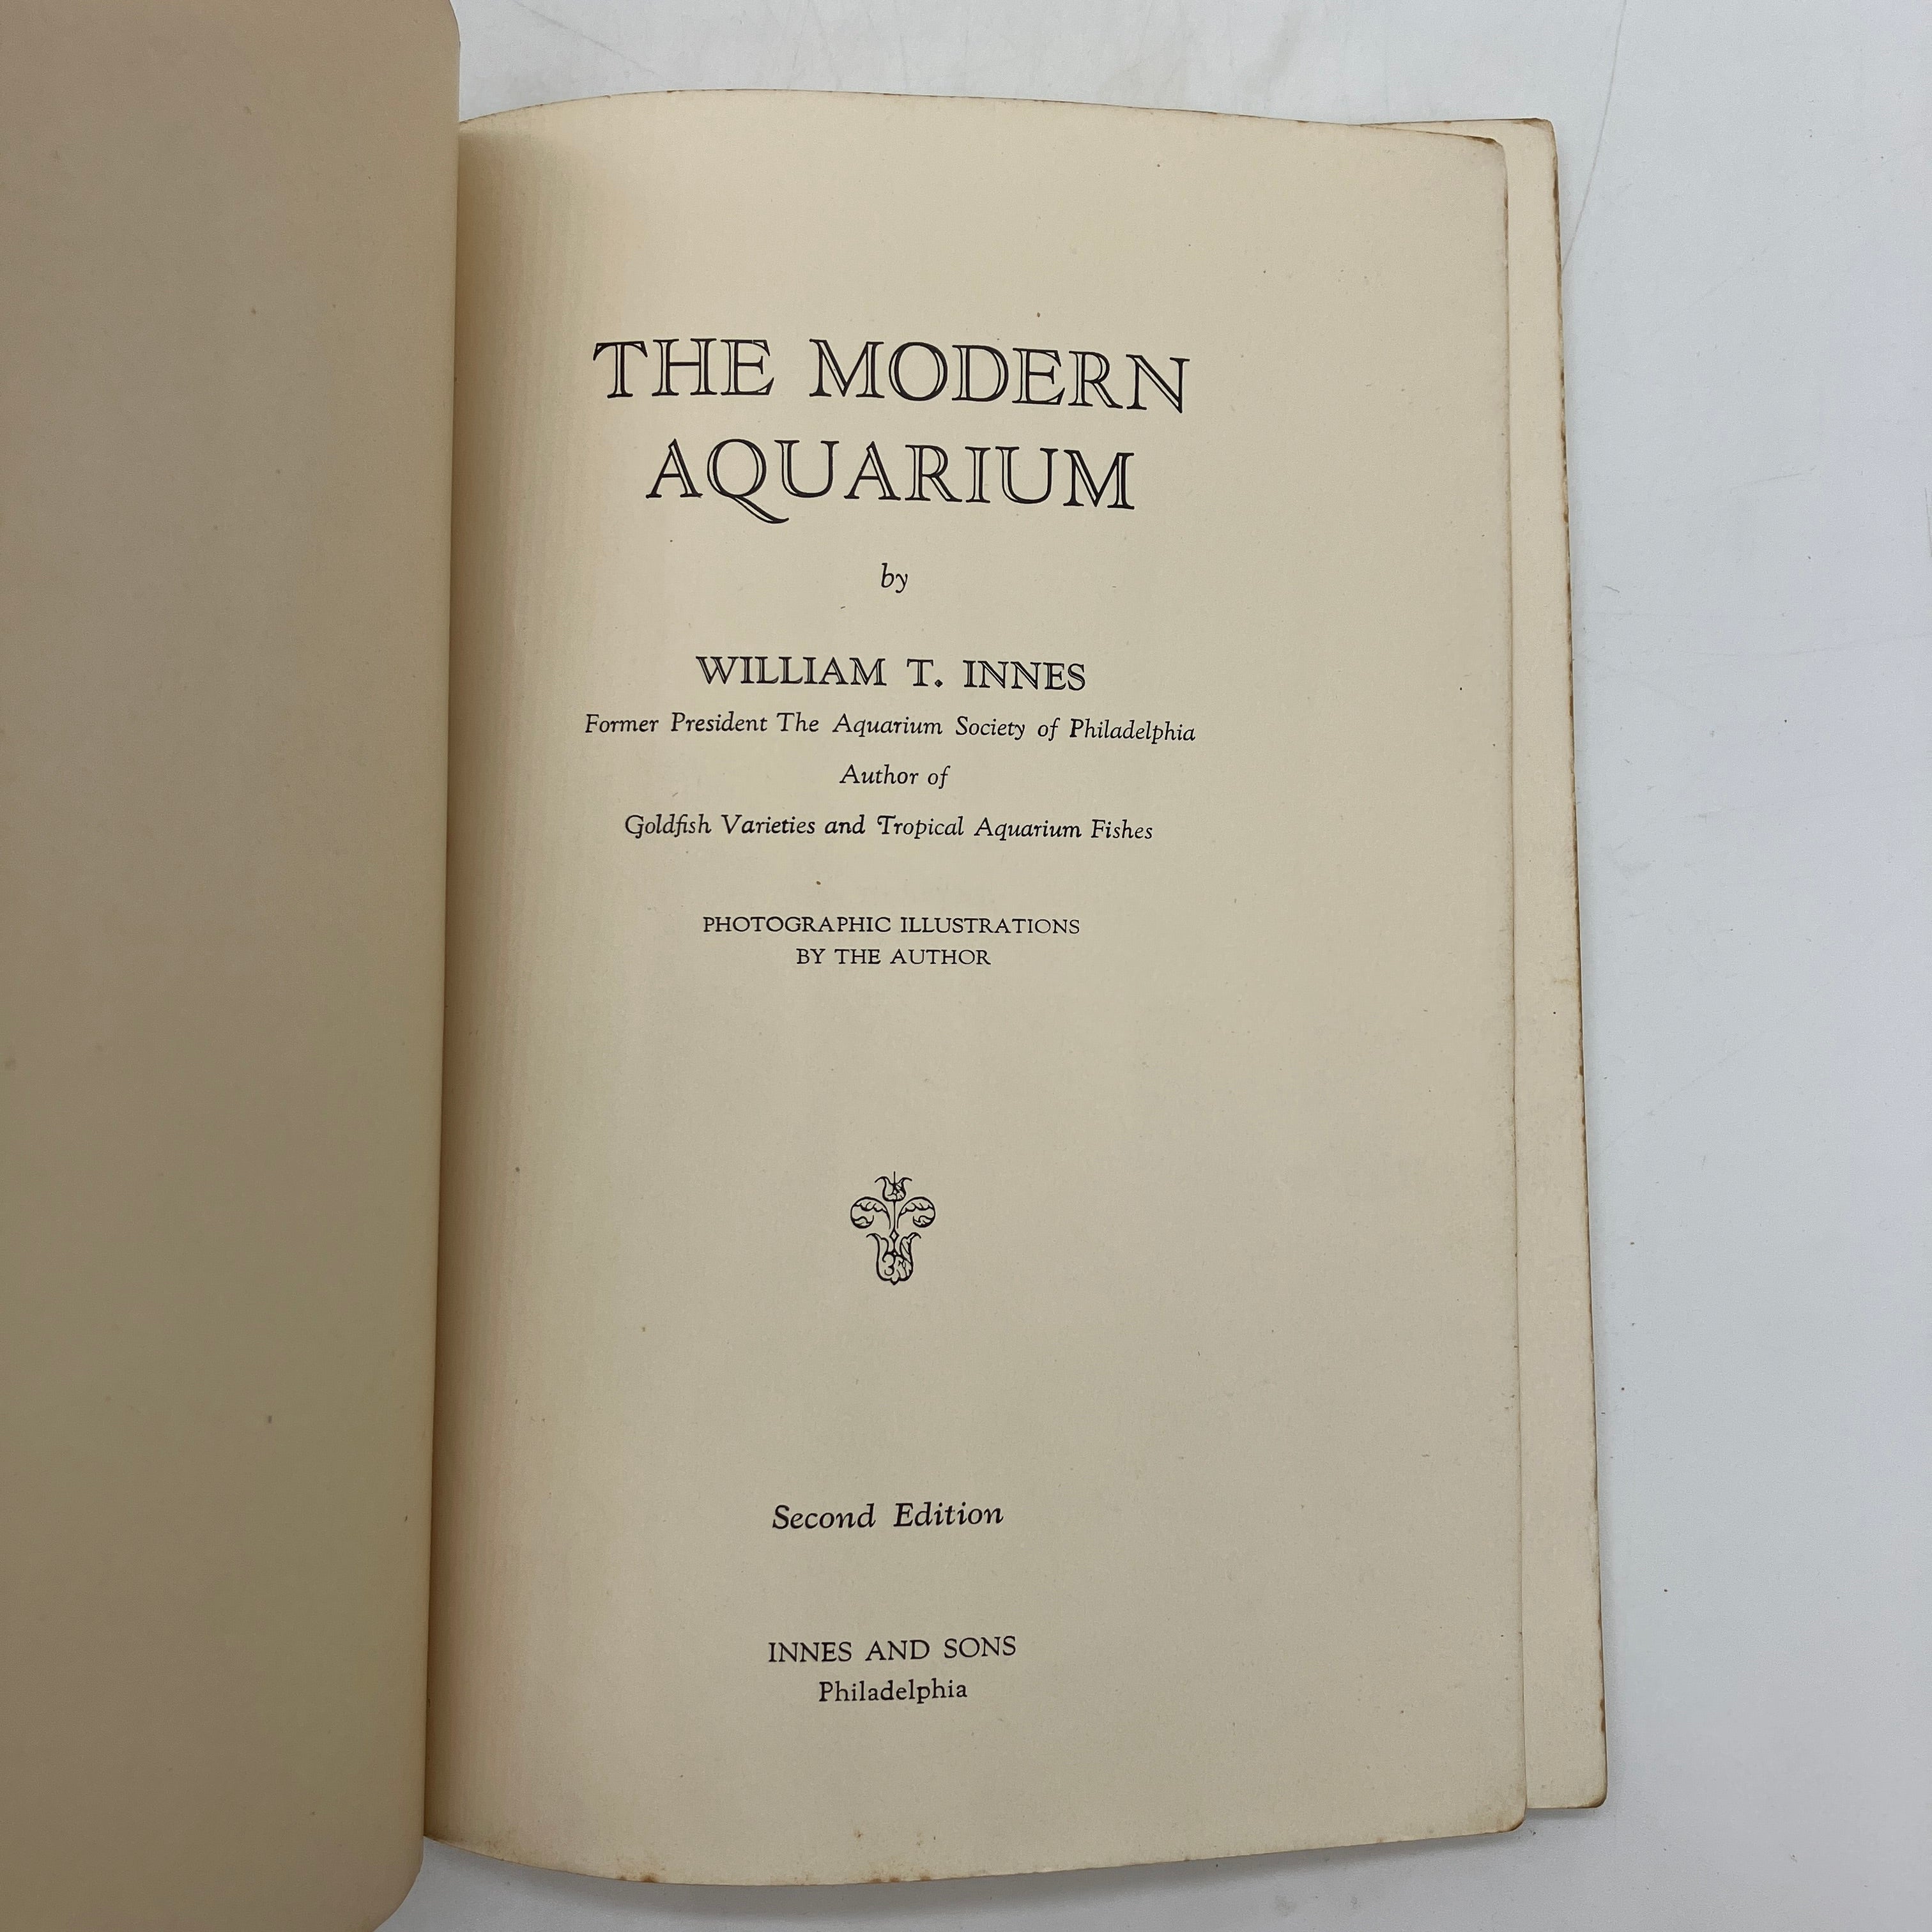 THE MODERN
AQUARIUM
by
WILLIAM T. INNES
Former President The Aquarium Society of Philadelphia
Author of
Goldfish Varieties and Tropical Aquarium Fishes
PHOTOGRAPHIC ILLUSTRATIONS
BY THE AUTHOR
Second Edition
INNES AND SONS
Philadelphia